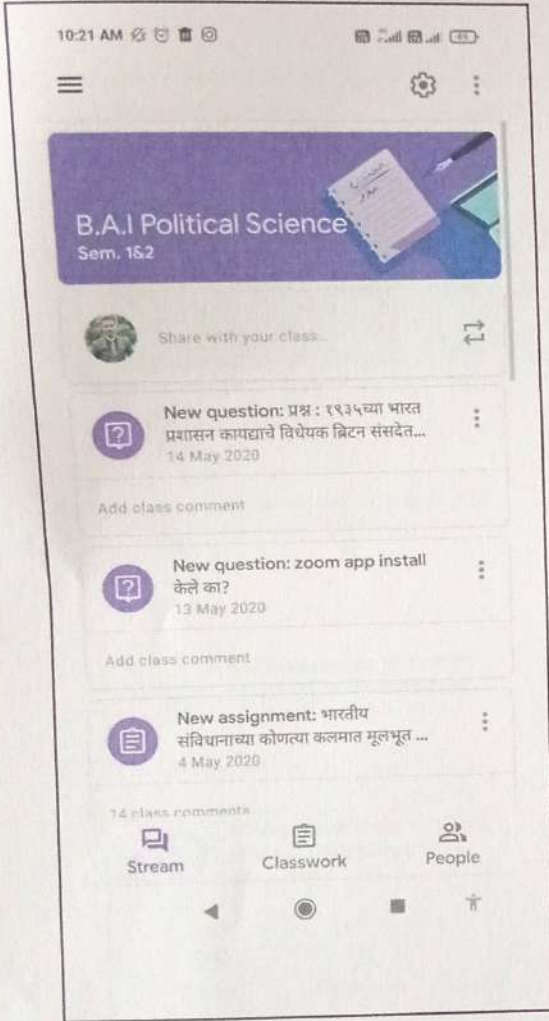 10:21 AM
B.A.I Political Science
Sem. 1&2
Share with your class...
New question: प्रश्न : १९३५च्या भारत
प्रशासन कायद्याचे विधेयक ब्रिटन संसदेत...
14 May 2020
Add class comment
New question: zoom app install
केले का?
13 May 2020
Add class comment
New assignment: भारतीय
संविधानाच्या कोणत्या कलमात मूलभूत ...
4 May 2020
class comments
Stream
Classwork
People